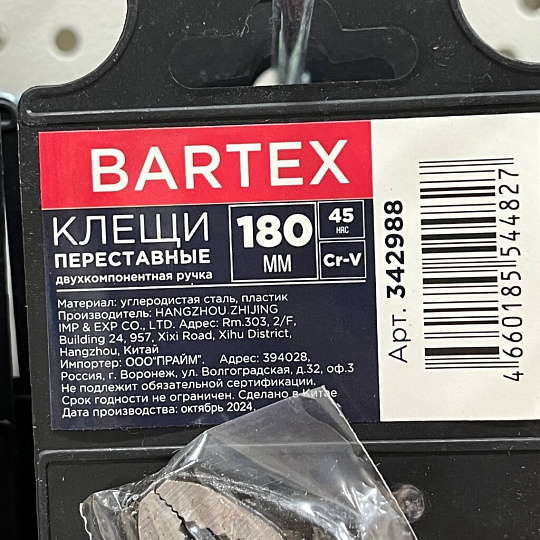 BARTEX
КЛЕЩИ
ПЕРЕСТАВНЫЕ
двухкомпонентная ручка
180
ММ
45
HRC
Cr-V
Материал: углеродистая сталь, пластик
Производитель: HANGZHOU ZHIJING
IMP & EXP CO., LTD. Адрес: Rm.303, 2/F,
Building 24, 957, Xixi Road, Xihu District,
Hangzhou, Китай
Импортер: ООО"ПРАЙМ". Адрес: 394028,
Россия, г. Воронеж, ул. Волгоградская, д.32, оф.3
Не подлежит обязательной сертификации.
Срок годности не ограничен. Сделано в Китае
Дата производства: октябрь 2024
Арт. 342988
4 660185 544827